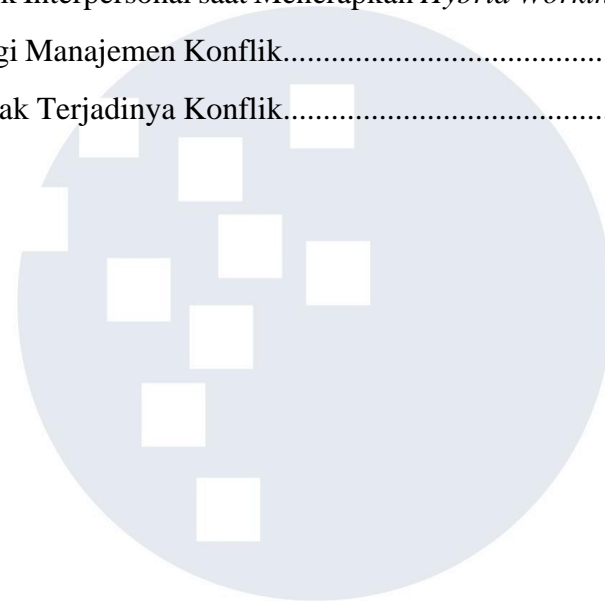 k Interpersonal saat Menerapkan Hybrid Workin
gi Manajemen Konflik..........................................
ak Terjadinya Konflik..........................................